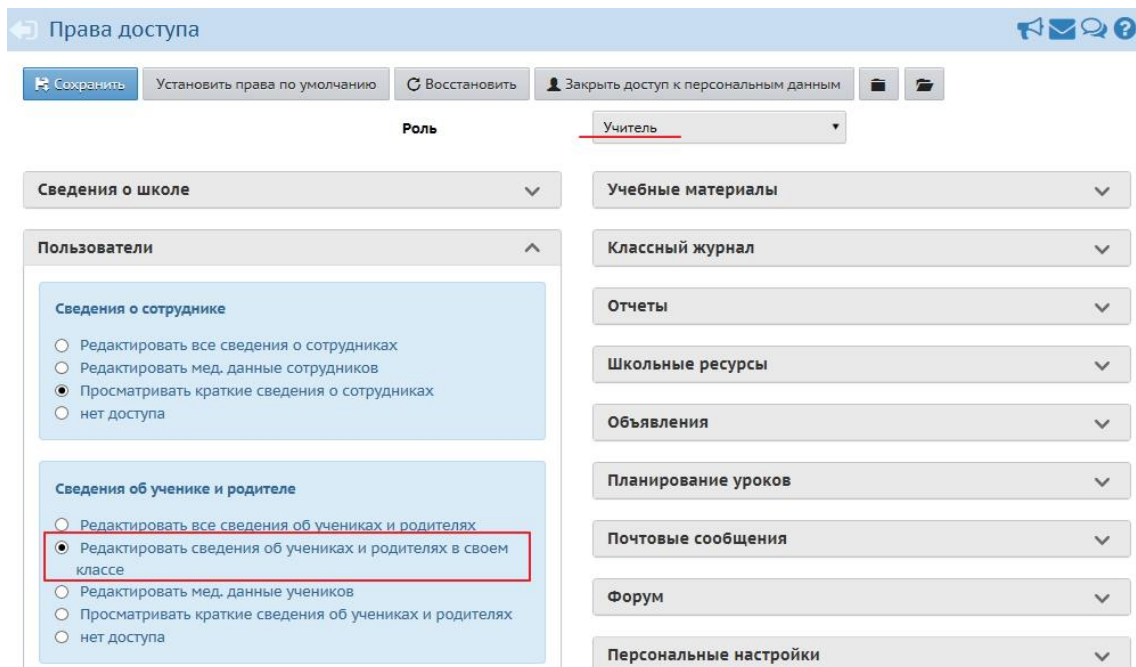 Права доступа
Сохранить
Установить права по умолчанию
Восстановить
Закрыть доступ к персональным данным
Роль
Учитель
Сведения о школе
Пользователи
Сведения о сотруднике
Редактировать все сведения о сотрудниках
Редактировать мед. данные сотрудников
Просматривать краткие сведения о сотрудниках
нет доступа
Сведения об ученике и родителе
Редактировать все сведения об учениках и родителях
Редактировать сведения об учениках и родителях в своем
классе
Редактировать мед. данные учеников
Просматривать краткие сведения об учениках и родителях
нет доступа
Учебные материалы
Классный журнал
Отчеты
Школьные ресурсы
Объявления
Планирование уроков
Почтовые сообщения
Форум
Персональные настройки